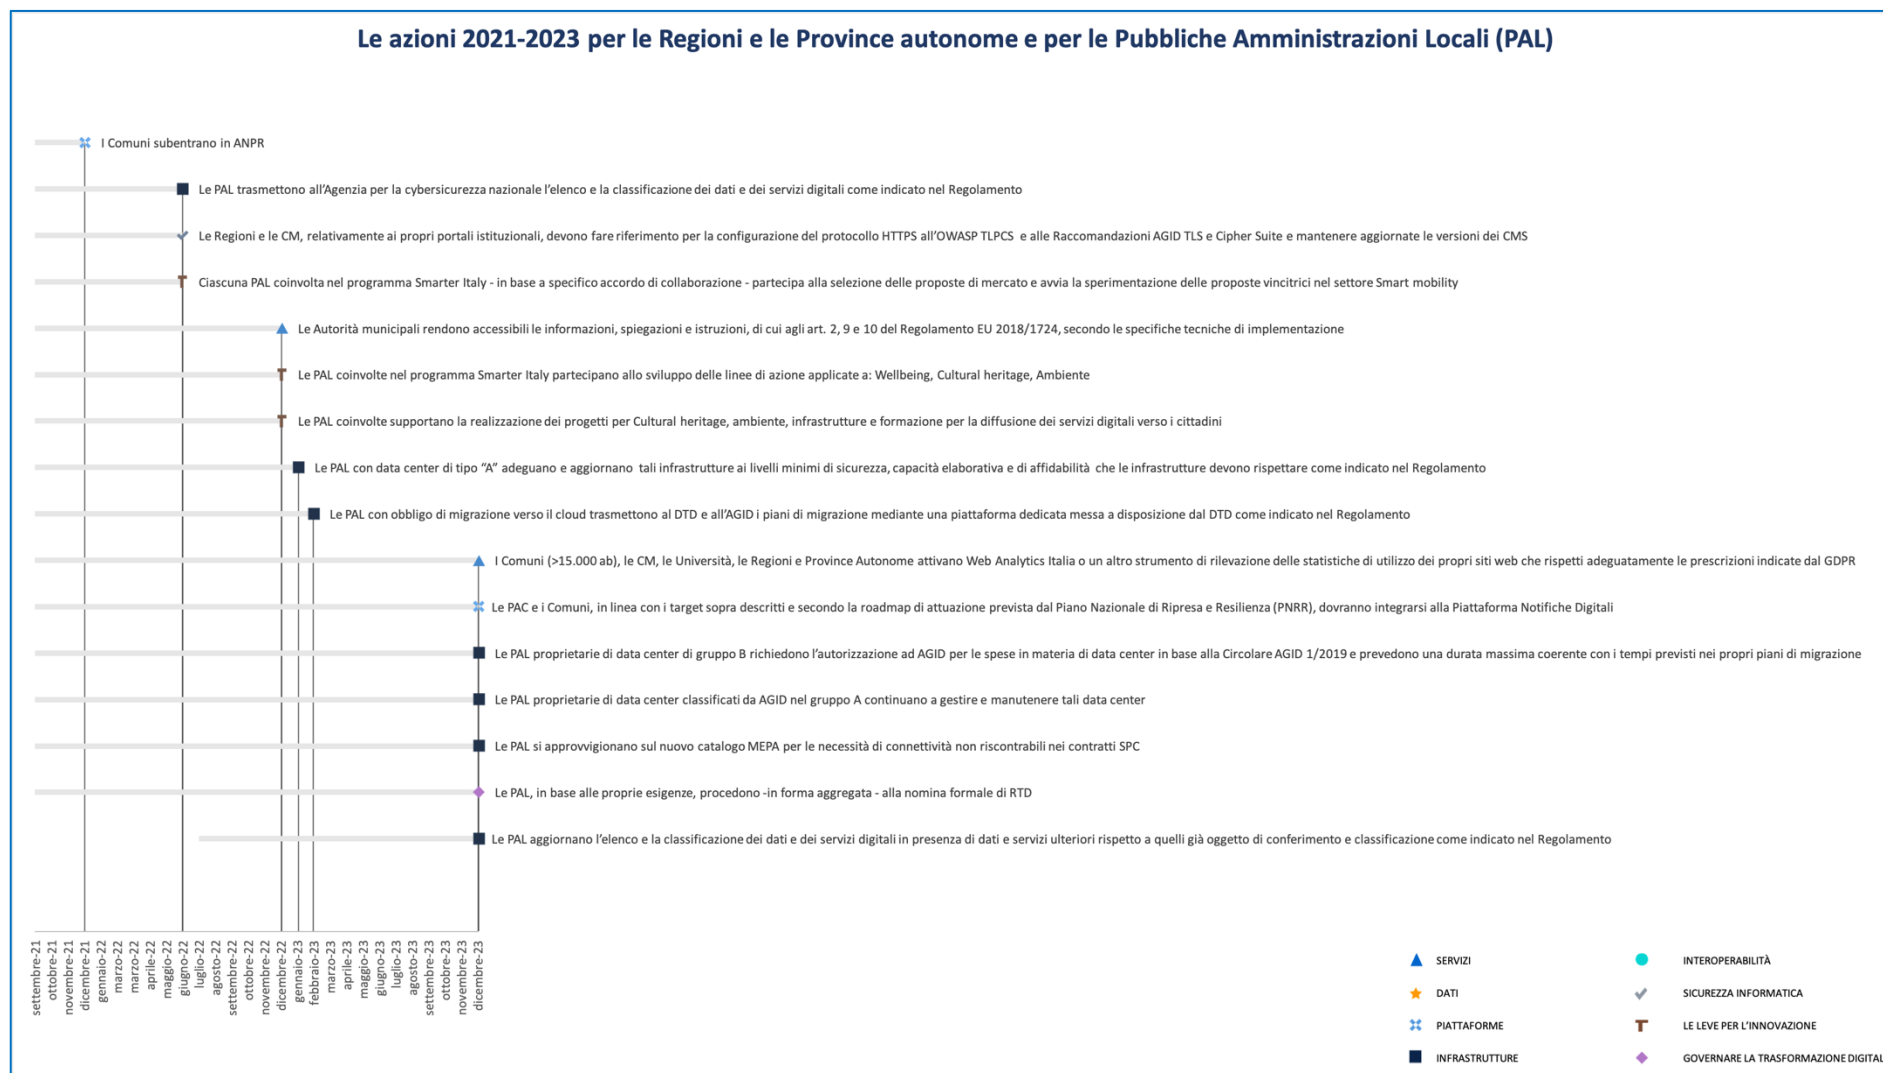 Le azioni 2021-2023 per le Regioni e le Province autonome e per le Pubbliche Amministrazioni Locali (PAL)
I Comuni subentrano in ANPR
Le PAL trasmettono all’Agenzia per la cybersicurezza nazionale l’elenco e la classificazione dei dati e dei servizi digitali come indicato nel Regolamento
Le Regioni e le CM, relativamente ai propri portali istituzionali, devono fare riferimento per la configurazione del protocollo HTTPS all’OWASP TLPCS e alle Raccomandazioni AGID TLS e Cipher Suite e mantenere aggiornate le versioni dei CMS
Ciascuna PAL coinvolta nel programma Smarter Italy - in base a specifico accordo di collaborazione - partecipa alla selezione delle proposte di mercato e avvia la sperimentazione delle proposte vincitrici nel settore Smart mobility
Le Autorità municipali rendono accessibili le informazioni, spiegazioni e istruzioni, di cui agli art. 2, 9 e 10 del Regolamento EU 2018/1724, secondo le specifiche tecniche di implementazione
Le PAL coinvolte nel programma Smarter Italy partecipano allo sviluppo delle linee di azione applicate a: Wellbeing, Cultural heritage, Ambiente
Le PAL coinvolte supportano la realizzazione dei progetti per Cultural heritage, ambiente, infrastrutture e formazione per la diffusione dei servizi digitali verso i cittadini
Le PAL con data center di tipo “A” adeguano e aggiornano tali infrastrutture ai livelli minimi di sicurezza, capacità elaborativa e di affidabilità che le infrastrutture devono rispettare come indicato nel Regolamento
Le PAL con obbligo di migrazione verso il cloud trasmettono al DTD e all’AGID i piani di migrazione mediante una piattaforma dedicata messa a disposizione dal DTD come indicato nel Regolamento
I Comuni (>15.000 ab), le CM, le Università, le Regioni e Province Autonome attivano Web Analytics Italia o un altro strumento di rilevazione delle statistiche di utilizzo dei propri siti web che rispetti adeguatamente le prescrizioni indicate dal GDPR
Le PAC e i Comuni, in linea con i target sopra descritti e secondo la roadmap di attuazione prevista dal Piano Nazionale di Ripresa e Resilienza (PNRR), dovranno integrarsi alla Piattaforma Notifiche Digitali
Le PAL proprietarie di data center di gruppo B richiedono l’autorizzazione ad AGID per le spese in materia di data center in base alla Circolare AGID 1/2019 e prevedono una durata massima coerente con i tempi previsti nei propri piani di migrazione
Le PAL proprietarie di data center classificati da AGID nel gruppo A continuano a gestire e manutenere tali data center
Le PAL si approvvigionano sul nuovo catalogo MEPA per le necessità di connettività non riscontrabili nei contratti SPC
Le PAL, in base alle proprie esigenze, procedono -in forma aggregata - alla nomina formale di RTD
Le PAL aggiornano l’elenco e la classificazione dei dati e dei servizi digitali in presenza di dati e servizi ulteriori rispetto a quelli già oggetto di conferimento e classificazione come indicato nel Regolamento
settembre-21
ottobre-21
novembre-21
dicembre-21
gennaio-22
marzo-22
marzo-22
aprile-22
maggio-22
giugno-22
luglio-22
agosto-22
settembre-22
ottobre-22
novembre-22
dicembre-22
gennaio-23
febbraio-23
marzo-23
aprile-23
maggio-23
giugno-23
luglio-23
agosto-23
settembre-23
ottobre-23
novembre-23
dicembre-23
SERVIZI
INTEROPERABILITÀ
DATI
SICUREZZA INFORMATICA
PIATTAFORME
LE LEVE PER L’INNOVAZIONE
INFRASTRUTTURE
GOVERNARE LA TRASFORMAZIONE DIGITAL